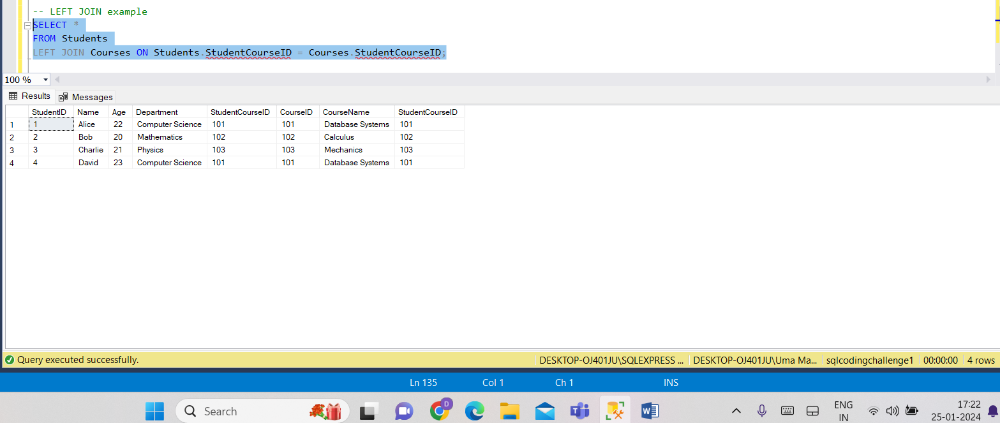 -- LEFT JOIN example
SELECT *
FROM Students
LEFT JOIN Courses ON Students.StudentCourseID = Courses.StudentCourseID;
100 %
Results Messages
StudentID Name Age Department StudentCourseID CourseID CourseName StudentCourseID
1 1 Alice 22 Computer Science 101 101 Database Systems 101
2 2 Bob 20 Mathematics 102 102 Calculus 102
3 3 Charlie 21 Physics 103 103 Mechanics 103
4 4 David 23 Computer Science 101 101 Database Systems 101
Query executed successfully. DESKTOP-OJ401JU\SQLEXPRESS ... DESKTOP-OJ401JU\Uma Ma... sqlcodingchallenge1 00:00:00 4 rows
Ln 135 Col 1 Ch 1 INS
Search
D
ENG
IN
17:22
25-01-2024